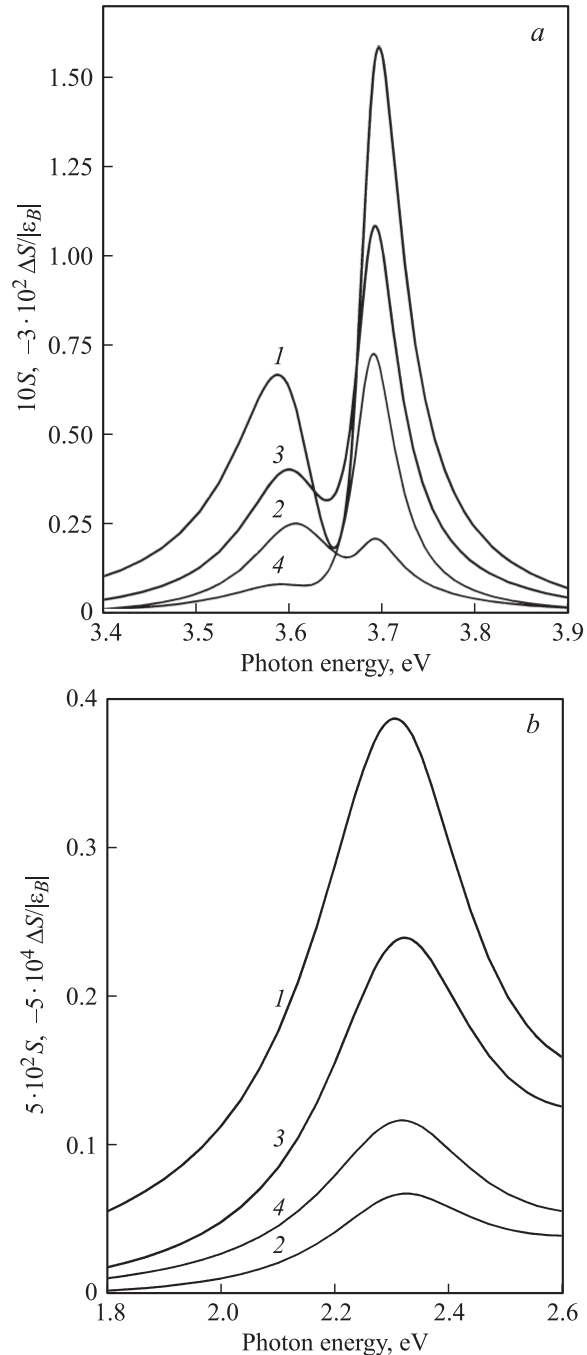 a
1.50
1.25
1.00
0.75
0.50
0.25
0
10S, −3·10² ΔS/|ε_B|
1
3
2
4
3.4 3.5 3.6 3.7 3.8 3.9
Photon energy, eV
b
0.4
0.3
0.2
0.1
0
5·10² S, −5·10⁴ ΔS/|ε_B|
1
3
4
2
1.8 2.0 2.2 2.4 2.6
Photon energy, eV